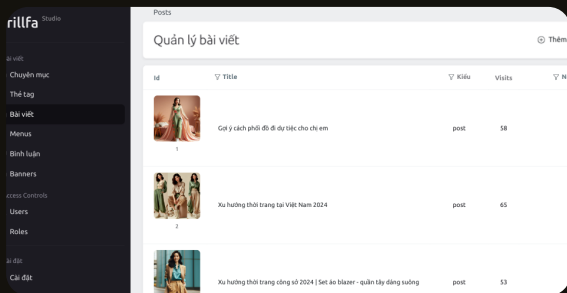 rillfa Studio
Posts
Quản lý bài viết
Thêm
ài viết
Chuyên mục
Thẻ tag
Bài viết
Menus
Bình luận
Banners
ccess Controls
Users
Roles
ài đặt
Cài đặt
Id Title Kiểu Visits N
Gợi ý cách phối đồ đi dự tiệc cho chị em post 58
1
Xu hướng thời trang tại Việt Nam 2024 post 65
2
Xu hướng thời trang công sở 2024 | Set áo blazer - quần tây dáng suông post 53